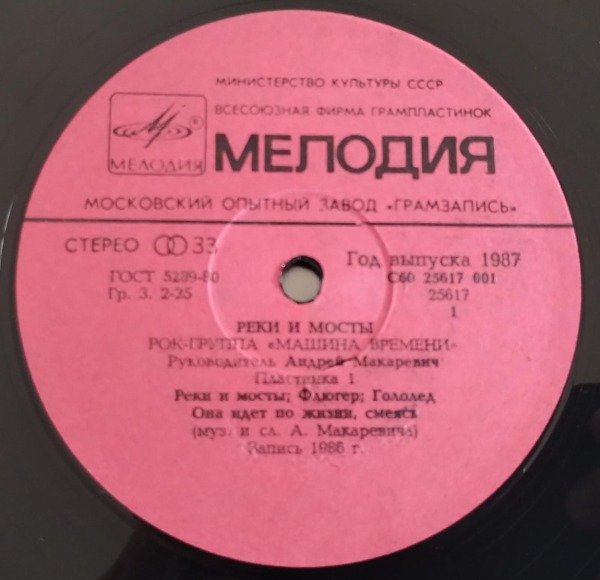 МИНИСТЕРСТВО КУЛЬТУРЫ СССР
ВСЕСОЮЗНАЯ ФИРМА ГРАМПЛАСТИНОК
®
МЕЛОДИЯ
МЕЛОДИЯ
МОСКОВСКИЙ ОПЫТНЫЙ ЗАВОД «ГРАМЗАПИСЬ»
СТЕРЕО 33
Год выпуска 1987
ГОСТ 5289-80
С60 25617 001
Гр. 3. 2-25
25617
1
РЕКИ И МОСТЫ
РОК-ГРУППА «МАШИНА ВРЕМЕНИ»
Руководитель Андрей Макаревич
Пластинка 1
Реки и мосты; Флюгер; Гололед
Она идет по жизни, смеясь
(муз. и сл. А. Макаревича)
Запись 1986 г.